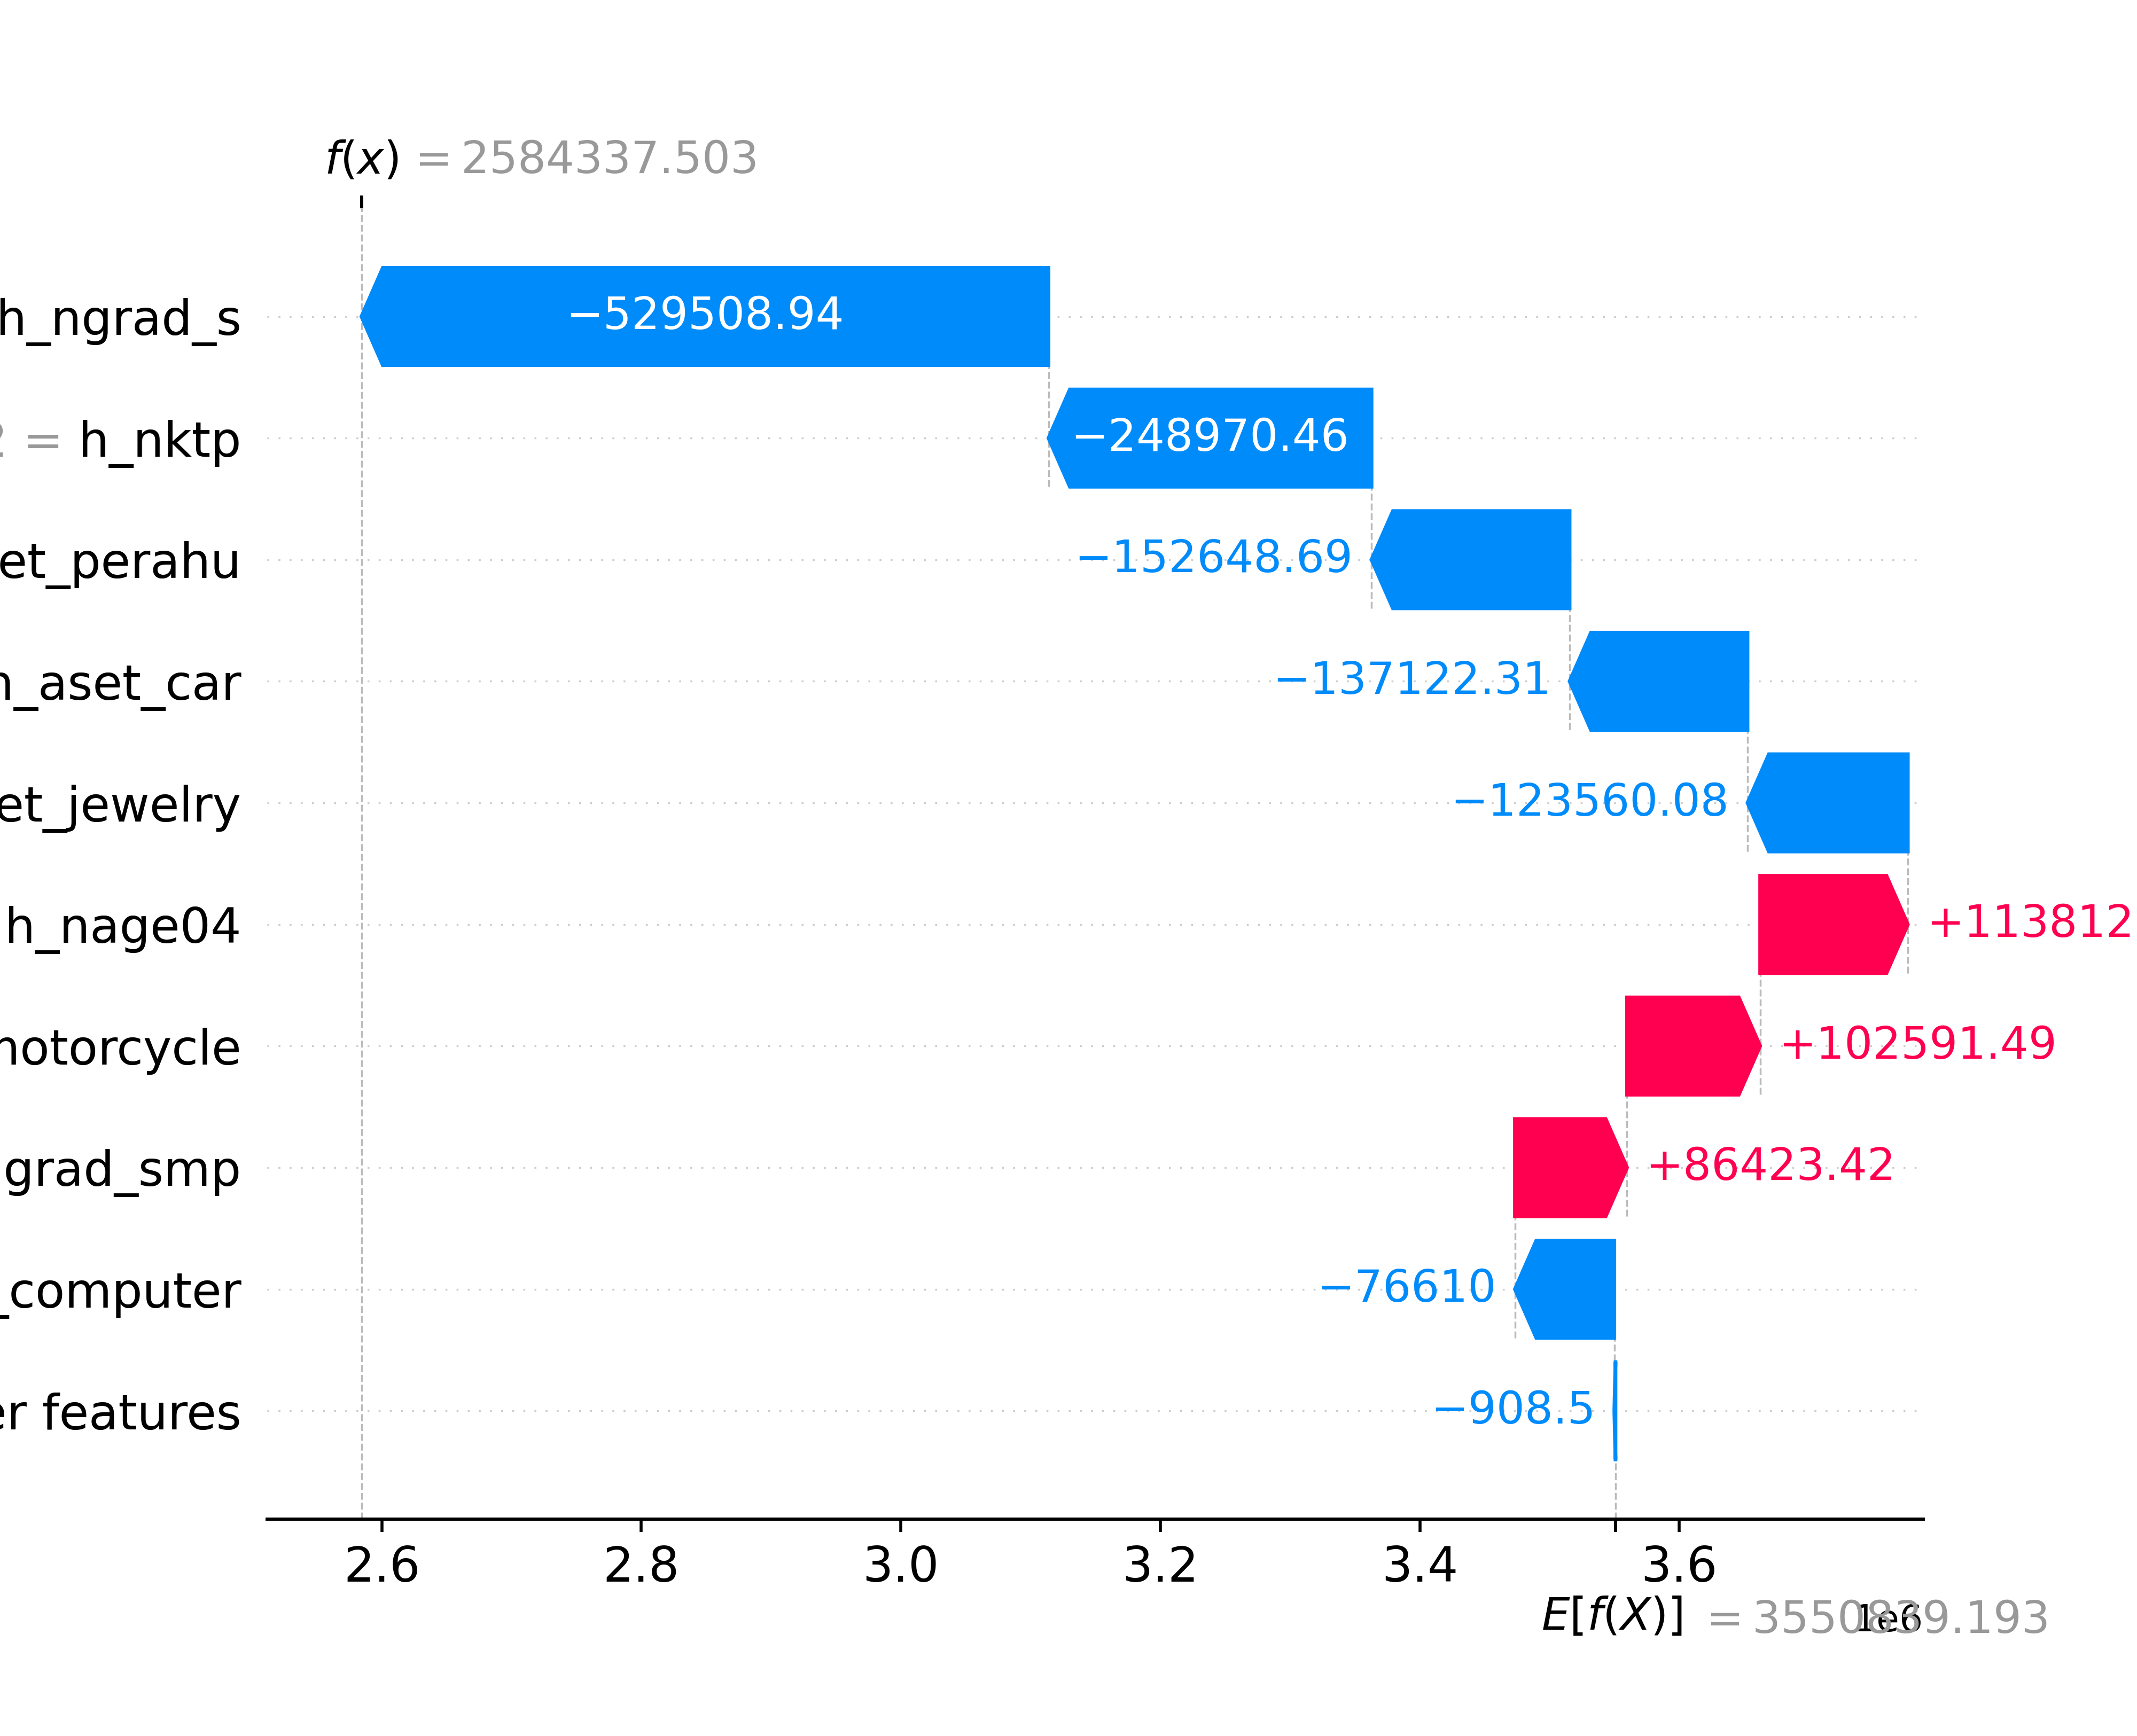 f(x) = 2584337.503
h_ngrad_s −529508.94
= h_nktp −248970.46
et_perahu −152648.69
_aset_car −137122.31
et_jewelry −123560.08
h_nage04 +113812
otorcycle +102591.49
grad_smp +86423.42
_computer −76610
er features −908.5
2.6 2.8 3.0 3.2 3.4 3.6
1e6
E[f(X)] = 3550839.193